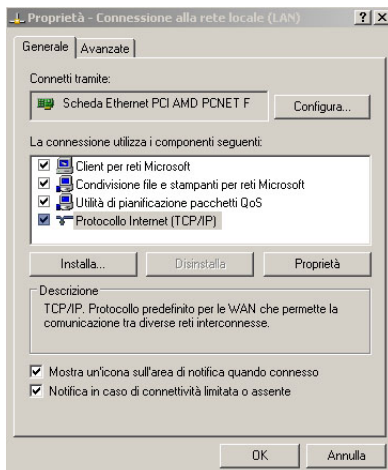 Proprietà - Connessione alla rete locale (LAN)
Generale
Avanzate
Connetti tramite:
Scheda Ethernet PCI AMD PCNET F
Configura...
La connessione utilizza i componenti seguenti:
Client per reti Microsoft
Condivisione file e stampanti per reti Microsoft
Utilità di pianificazione pacchetti QoS
Protocollo Internet (TCP/IP)
Installa...
Disinstalla
Proprietà
Descrizione
TCP/IP. Protocollo predefinito per le WAN che permette la
comunicazione tra diverse reti interconnesse.
Mostra un'icona sull'area di notifica quando connesso
Notifica in caso di connettività limitata o assente
OK
Annulla